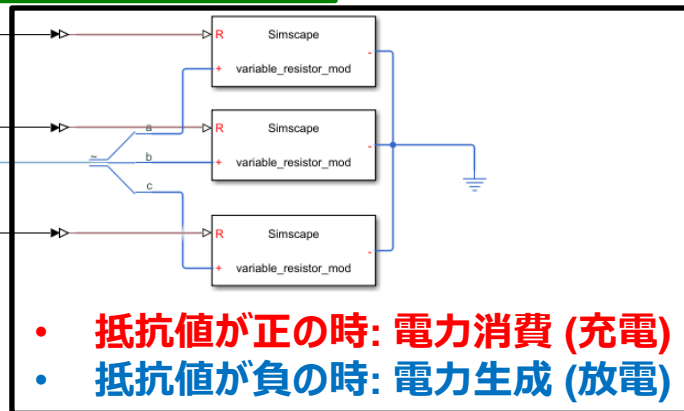 R
Simscape
-
+
variable_resistor_mod
a
R
Simscape
-
~
b
+
variable_resistor_mod
c
R
Simscape
-
+
variable_resistor_mod
• 抵抗値が正の時: 電力消費 (充電)
• 抵抗値が負の時: 電力生成 (放電)